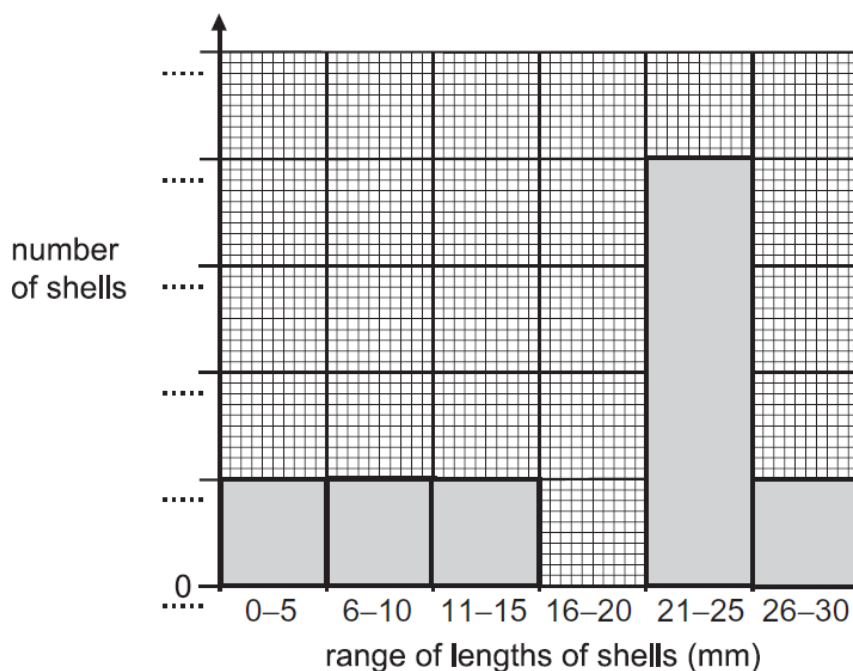 number
of shells
0
0–5 6–10 11–15 16–20 21–25 26–30
range of lengths of shells (mm)